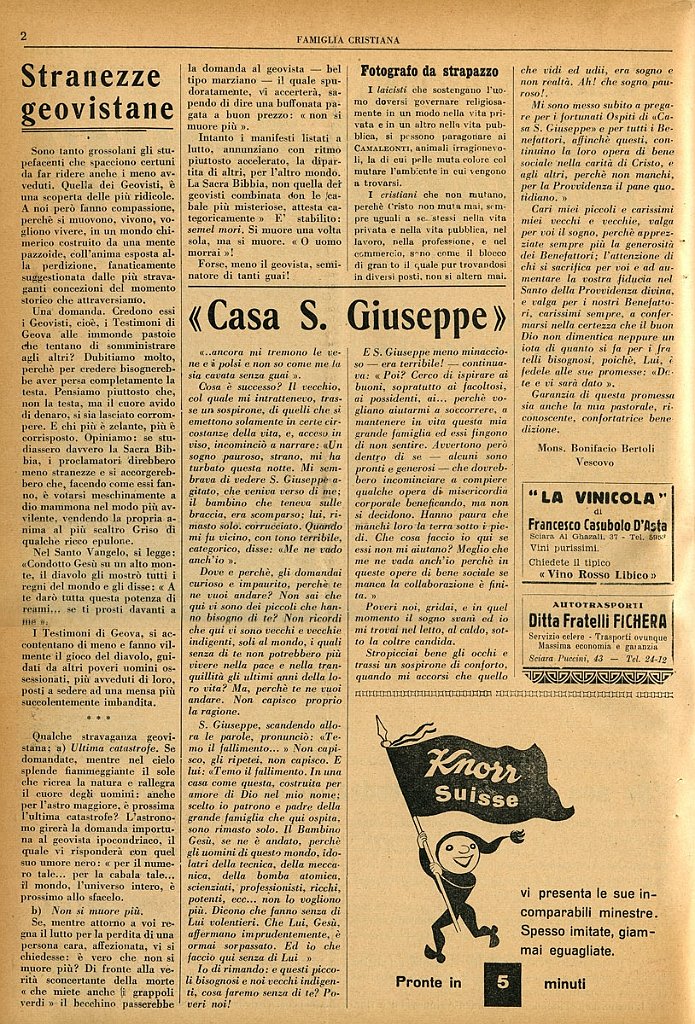 2
FAMIGLIA CRISTIANA
Stranezze
geovistane
Sono tanto grossolani gli stu-
pefacenti che spacciono certuni
da far ridere anche i meno av-
veduti. Quella dei Geovisti, è
una scoperta delle più ridicole.
A noi però fanno compassione,
perchè si muovono, vivono, vo-
gliono vivere, in un mondo chi-
merico costruito da una mente
pazzoide, coll'anima esposta al-
la perdizione, fanaticamente
suggestionata dalle più strava-
ganti concezioni del momento
storico che attraversiamo.
Una domanda. Credono essi
i Geovisti, cioè, i Testimoni di
Geova alle immonde pastoie
che tentano di somministrare
agli altri? Dubitiamo molto,
perchè per credere bisognereb-
be aver persa completamente la
testa. Pensiamo piuttosto che,
non la testa, ma il cuore avido
di denaro, si sia lasciato corrom-
pere. E chi più è zelante, più è
corrisposto. Opiniamo: se stu-
diassero davvero la Sacra Bib-
bia, i proclamatori direbbero
meno stranezze e si accorgereb-
bero che, facendo come essi fan-
no, è votarsi meschinamente a
dio mammona nel modo più av-
vilente, vendendo la propria a-
nima al più scaltro Griso di
qualche ricco epulone.
Nel Santo Vangelo, si legge:
«Condotto Gesù su un alto mon-
te, il diavolo gli mostrò tutti i
regni del mondo e gli disse: « A
te darò tutta questa potenza di
reami... se ti prosti davanti a
me ».
I Testimoni di Geova, si ac-
contentano di meno e fanno vil-
mente il gioco del diavolo, gui-
dati da altri poveri uomini os-
sessionati, più avveduti di loro,
posti a sedere ad una mensa più
succolentemente imbandita.
* * *
Qualche stravaganza geovi-
stana; a) Ultima catastrofe. Se
domandate, mentre nel cielo
splende fiammeggiante il sole
che ricrea la natura e rallegra
il cuore degli uomini: anche
per l'astro maggiore, è prossima
l'ultima catastrofe? L'astrono-
mo girerà la domanda importu-
na al geovista ipocondriaco, il
quale vi risponderà con quel
suo umore nero: « per il nume-
ro tale... per la cabala tale...
il mondo, l'universo intero, è
prossimo allo sfacelo.
b) Non si muore più.
Se, mentre attorno a voi re-
gna il lutto per la perdita di una
persona cara, affezionata, vi si
chiedesse: è vero che non si
muore più? Di fronte alla ve-
rità sconcertante della morte
« che miete anche li grappoli
verdi » il becchino passerebbe
la domanda al geovista — bel
tipo marziano — il quale spu-
doratamente, vi accerterà, sa-
pendo di dire una buffonata pa-
gata a buon prezzo: « non si
muore più ».
Intanto i manifesti listati a
lutto, annunziano con ritmo
piuttosto accelerato, la dipar-
tita di altri, per l'altro mondo.
La Sacra Bibbia, non quella dei
geovisti combinata con le ca-
bale più misteriose, attesta ca-
tegoricamente » E' stabilito:
semel mori. Si muore una volta
sola, ma si muore. « O uomo
morrai »!
Forse, meno il geovista, semi-
natore di tanti guai!
Fotografo da strapazzo
I laicisti che sostengano l'uo-
mo doversi governare religiosa-
mente in un modo nella vita pri-
vata e in un altro nella vita pub-
blica, si possono paragonare ai
CAMALEONTI, animali irragionevo-
li, la di cui pelle muta colore col
mutare l'ambiente in cui vengono
a trovarsi.
I cristiani che non mutano,
perchè Cristo non muta mai, sem-
pre uguali a se stessi nella vita
privata e nella vita pubblica, nel
lavoro, nella professione, e nel
commercio, sono come il blocco
di granito il quale pur trovandosi
in diversi posti, non si altera mai.
« Casa S. Giuseppe »
«..ancora mi tremono le ve-
ne e i polsi e non so come me la
sia cavata senza guai ».
Cosa è successo? Il vecchio,
col quale mi intrattenevo, tras-
se un sospirone, di quelli che si
emettono solamente in certe cir-
costanze della vita, e, acceso in
viso, incominciò a narrare: «Un
sogno pauroso, strano, mi ha
turbato questa notte. Mi sem-
brava di vedere S. Giuseppe a-
gitato, che veniva verso di me;
il bambino che teneva sulle
braccia, era scomparso; lui, ri-
masto solo. corrucciato. Quando
mi fu vicino, con tono terribile,
categorico, disse: «Me ne vado
anch'io ».
Dove e perchè, gli domandai
curioso e impaurito, perchè te
ne vuoi andare? Non sai che
qui vi sono dei piccoli che han-
no bisogno di te? Non ricordi
che qui vi sono vecchi e vecchie
indigenti, soli al mondo, i quali
senza di te non potrebbero più
vivere nella pace e nella tran-
quillità gli ultimi anni della lo-
ro vita? Ma, perchè te ne vuoi
andare. Non capisco proprio
la ragione.
S. Giuseppe, scandendo allo-
ra le parole, pronunciò: «Te-
mo il fallimento... » Non capi-
sco, gli ripetei, non capisco. E
lui: «Temo il fallimento. In una
casa come questa, costruita per
amore di Dio nel mio nome;
scelto io patrono e padre della
grande famiglia che qui ospita,
sono rimasto solo. Il Bambino
Gesù, se ne è andato, perchè
gli uomini di questo mondo, ido-
latri della tecnica, della mecca-
nica, della bomba atomica,
scienziati, professionisti, ricchi,
potenti, ecc... non lo vogliono
più. Dicono che fanno senza di
Lui volentieri. Che Lui, Gesù,
affermano imprudentemente, è
ormai sorpassato. Ed io che
faccio qui senza di Lui »
Io di rimando: e questi picco-
li bisognosi e noi vecchi indigen-
ti, cosa faremo senza di te? Po-
veri noi!
E S. Giuseppe meno minaccio-
so — era terribile! — continua-
va: « Poi? Cerco di ispirare ai
buoni, sopratutto ai facoltosi,
ai possidenti, ai... perchè vo-
gliano aiutarmi a soccorrere, a
mantenere in vita questa mia
grande famiglia ed essi fingono
di non sentire. Avvertono però
dentro di se — alcuni sono
pronti e generosi — che dovreb-
bero incominciare a compiere
qualche opera di misericordia
corporale beneficando, ma non
si decidono. Hanno paura che
manchi loro la terra sotto i pie-
di. Che cosa faccio io qui se
essi non mi aiutano? Meglio che
me ne vada anch'io perchè in
queste opere di bene sociale se
manca la collaborazione è fini-
ta. »
Poveri noi, gridai, e in quel
momento il sogno svanì ed io
mi trovai nel letto, al caldo, sot-
to la coltre candida.
Stropicciai bene gli occhi e
trassi un sospirone di conforto,
quando mi accorsi che quello
che vidi ed udii, era sogno e
non realtà. Ah! che sogno pau-
roso!.
Mi sono messo subito a prega-
re per i fortunati Ospiti di «Ca-
sa S. Giuseppe» e per tutti i Be-
nefattori, affinchè questi, con-
tinuino la loro opera di bene
sociale nella carità di Cristo, e
agli altri, perchè non manchi,
per la Provvidenza il pane quo-
tidiano. »
Cari miei piccoli e carissimi
miei vecchi e vecchie, valga
per voi il sogno, perchè appre-
ziate sempre più la generosità
dei Benefattori; l'attenzione di
chi si sacrifica per voi e ad au-
mentare la vostra fiducia nel
Santo della Provvidenza divina,
e valga per i nostri Benefatto-
ri, carissimi sempre, a confer-
marsi nella certezza che il buon
Dio non dimentica neppure un
iota di quanto si fa per i fra-
telli bisognosi, poichè, Lui, è
fedele alle sue promesse: «Da-
te e vi sarà dato ».
Garanzia di questa promessa
sia anche la mia pastorale, ri-
conoscente, confortatrice bene
dizione.
Mons. Bonifacio Bertoli
Vescovo
"LA VINICOLA"
di
Francesco Casubolo D'Asta
Sciara Al Ghazali, 37 - Tel. 5953
Vini purissimi.
Chiedete il tipico
« Vino Rosso Libico »
AUTOTRASPORTI
Ditta Fratelli FICHERA
Servizio celere - Trasporti ovunque
Massima economia e garanzia
Sciara Puccini, 43 — Tel. 24-12
Knorr
Suisse
vi presenta le sue in-
comparabili minestre.
Spesso imitate, giam-
mai eguagliate.
Pronte in 5 minuti